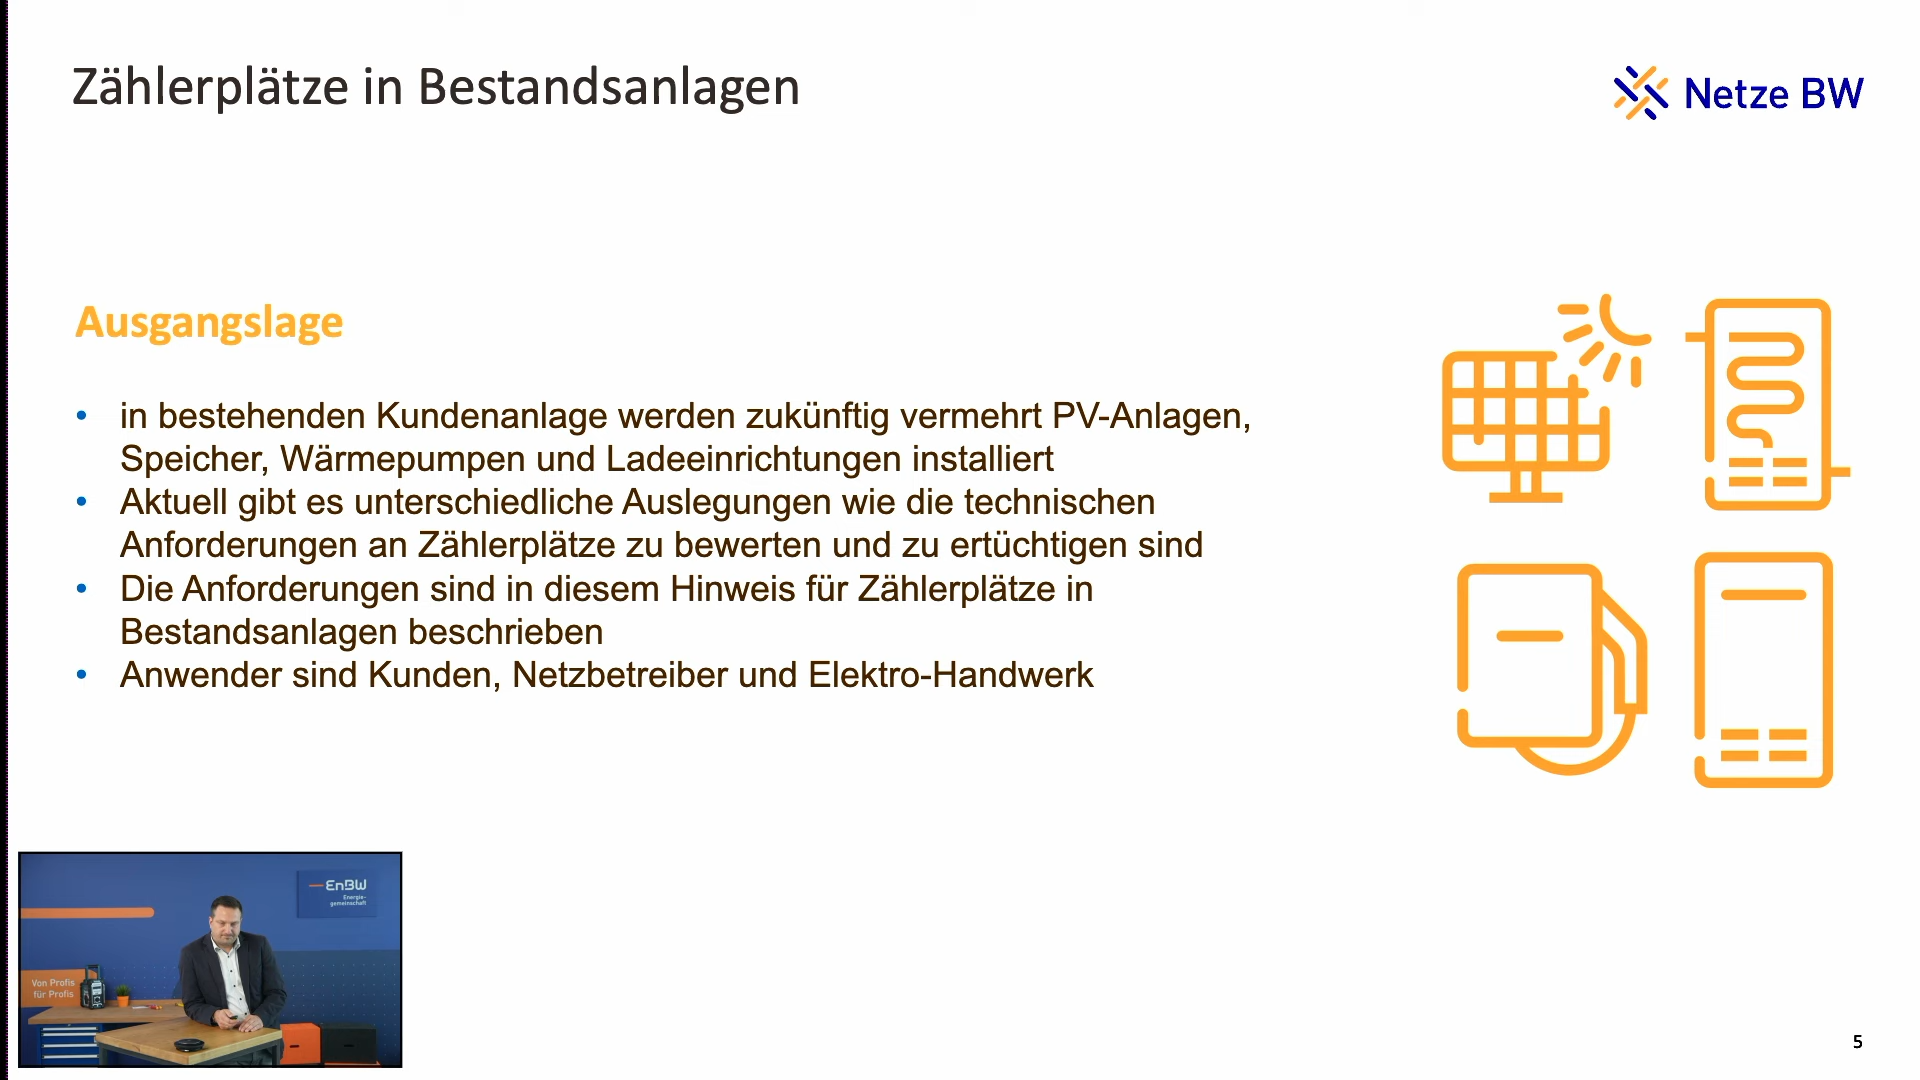 Zählerplätze in Bestandsanlagen
Netze BW
Ausgangslage
• in bestehenden Kundenanlage werden zukünftig vermehrt PV-Anlagen,
Speicher, Wärmepumpen und Ladeeinrichtungen installiert
• Aktuell gibt es unterschiedliche Auslegungen wie die technischen
Anforderungen an Zählerplätze zu bewerten und zu ertüchtigen sind
• Die Anforderungen sind in diesem Hinweis für Zählerplätze in
Bestandsanlagen beschrieben
• Anwender sind Kunden, Netzbetreiber und Elektro-Handwerk
EnBW
Energie-
gemeinschaft
Von Profis
für Profis
5